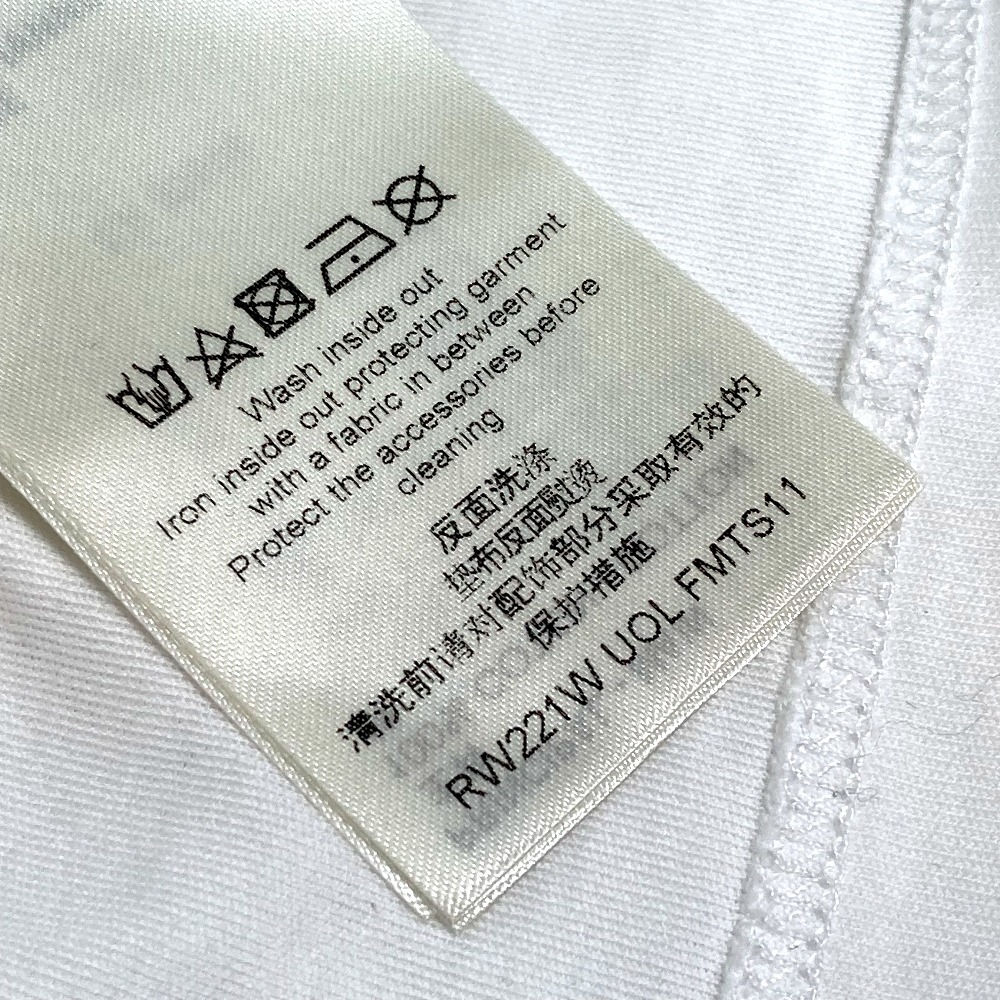 Wash inside out
Iron inside out protecting garment
with a fabric in between
Protect the accessories before
cleaning
反面洗涤
垫布反面熨烫
清洗前请对配饰部分采取有效的
保护措施
RW221W UOL FMTS11